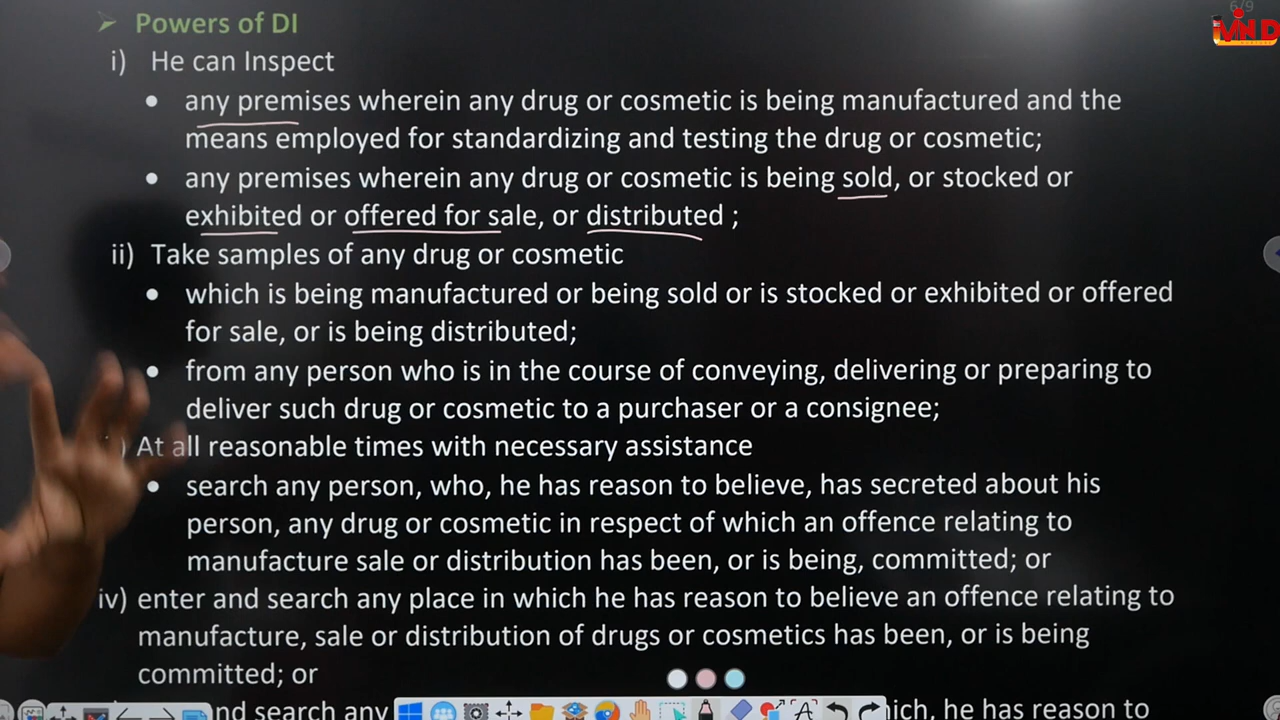 6/9
Powers of DI
i) He can Inspect
• any premises wherein any drug or cosmetic is being manufactured and the
means employed for standardizing and testing the drug or cosmetic;
• any premises wherein any drug or cosmetic is being sold, or stocked or
exhibited or offered for sale, or distributed ;
ii) Take samples of any drug or cosmetic
• which is being manufactured or being sold or is stocked or exhibited or offered
for sale, or is being distributed;
• from any person who is in the course of conveying, delivering or preparing to
deliver such drug or cosmetic to a purchaser or a consignee;
) At all reasonable times with necessary assistance
• search any person, who, he has reason to believe, has secreted about his
person, any drug or cosmetic in respect of which an offence relating to
manufacture sale or distribution has been, or is being, committed; or
iv) enter and search any place in which he has reason to believe an offence relating to
manufacture, sale or distribution of drugs or cosmetics has been, or is being
committed; or
nd search any hich, he has reason to